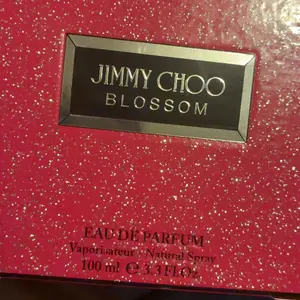 JIMMY CHOO
BLOSSOM
EAU DE PARFUM
Vaporisateur - Natural Spray
100 ml ℮ 3.3 Fl.Oz